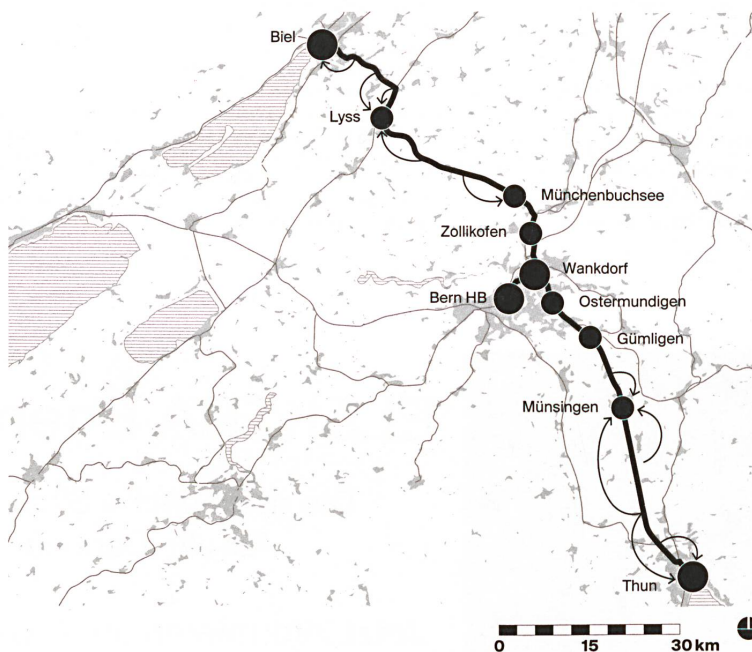 Biel
Lyss
Münchenbuchsee
Zollikofen
Wankdorf
Bern HB
Ostermundigen
Gümligen
Münsingen
Thun
0 15 30 km